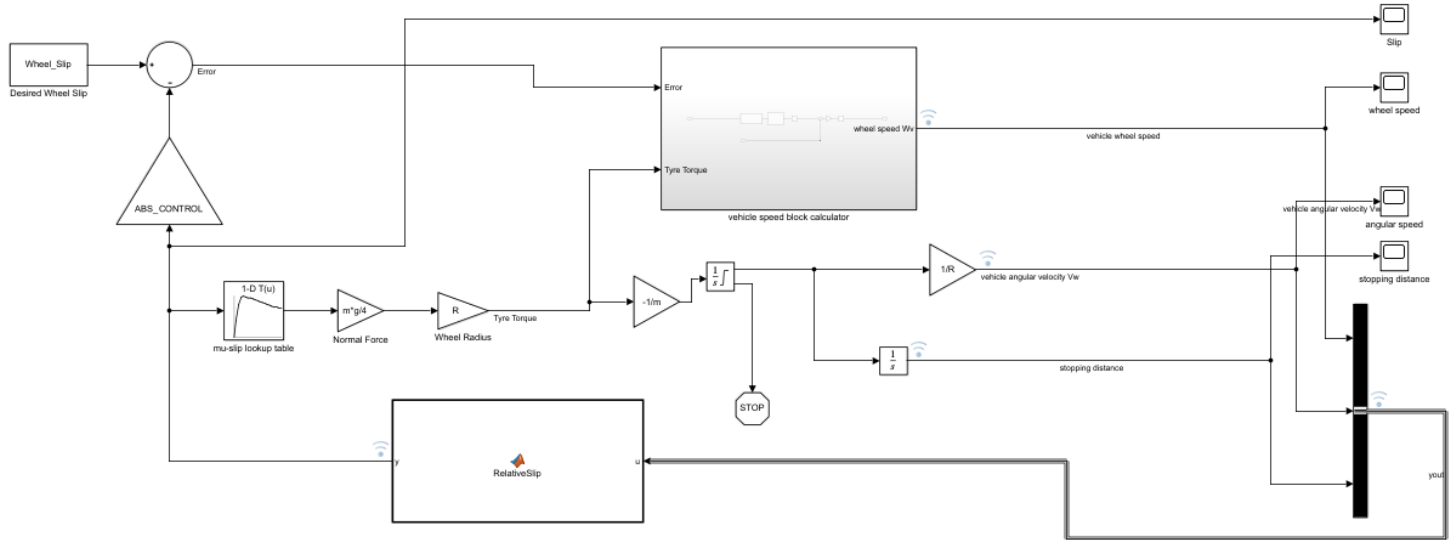 Slip
Wheel_Slip
+
-
Error
Desired Wheel Slip
Error
wheel speed
wheel speed Wv
vehicle wheel speed
Tyre Torque
ABS_CONTROL
vehicle speed block calculator
vehicle angular velocity Vw
angular speed
1/R
vehicle angular velocity Vw
stopping distance
1-D T(u)
mu-slip lookup table
m*g/4
Normal Force
R
Wheel Radius
Tyre Torque
-1/m
1
s
1
s
stopping distance
STOP
y
RelativeSlip
u
yout